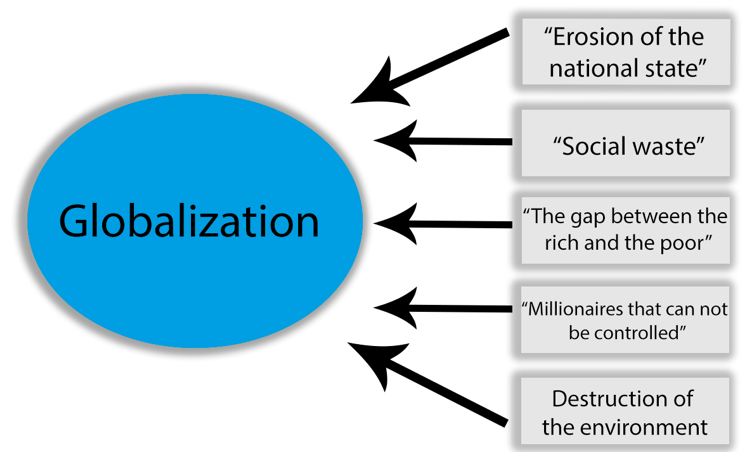 Globalization
“Erosion of the
national state”
“Social waste”
“The gap between the
rich and the poor”
“Millionaires that can not
be controlled”
Destruction of
the environment